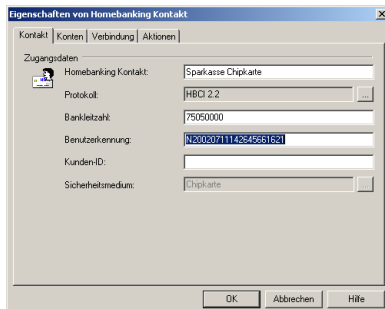 Eigenschaften von Homebanking Kontakt
Kontakt Konten Verbindung Aktionen
Zugangsdaten
Homebanking Kontakt: Sparkasse Chipkarte
Protokoll: HBCI 2.2 ...
Bankleitzahl: 75050000
Benutzerkennung: N20020711142645661621
Kunden-ID:
Sicherheitsmedium: Chipkarte ...
OK Abbrechen Hilfe